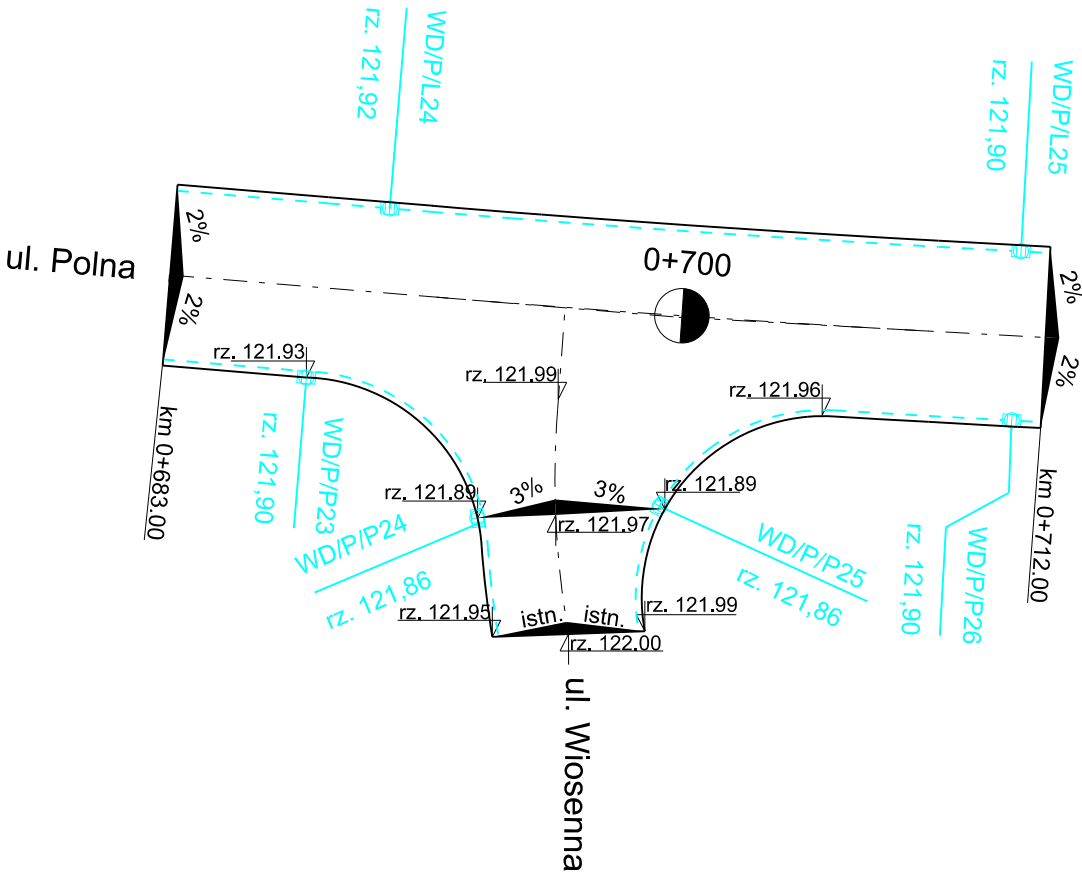 WD/P/L24
rz. 121,92
WD/P/L25
rz. 121,90
2%
2%
ul. Polna
0+700
2%
2%
rz. 121.93
rz. 121.99
rz. 121.96
km 0+683.00
WD/P/P23
rz. 121,90
rz. 121.89
3%
3%
rz. 121.89
rz. 121.97
km 0+712.00
WD/P/P24
rz. 121,86
WD/P/P25
rz. 121,86
WD/P/P26
rz. 121,90
rz. 121.95
istn.
istn.
rz. 121.99
rz. 122.00
ul. Wiosenna